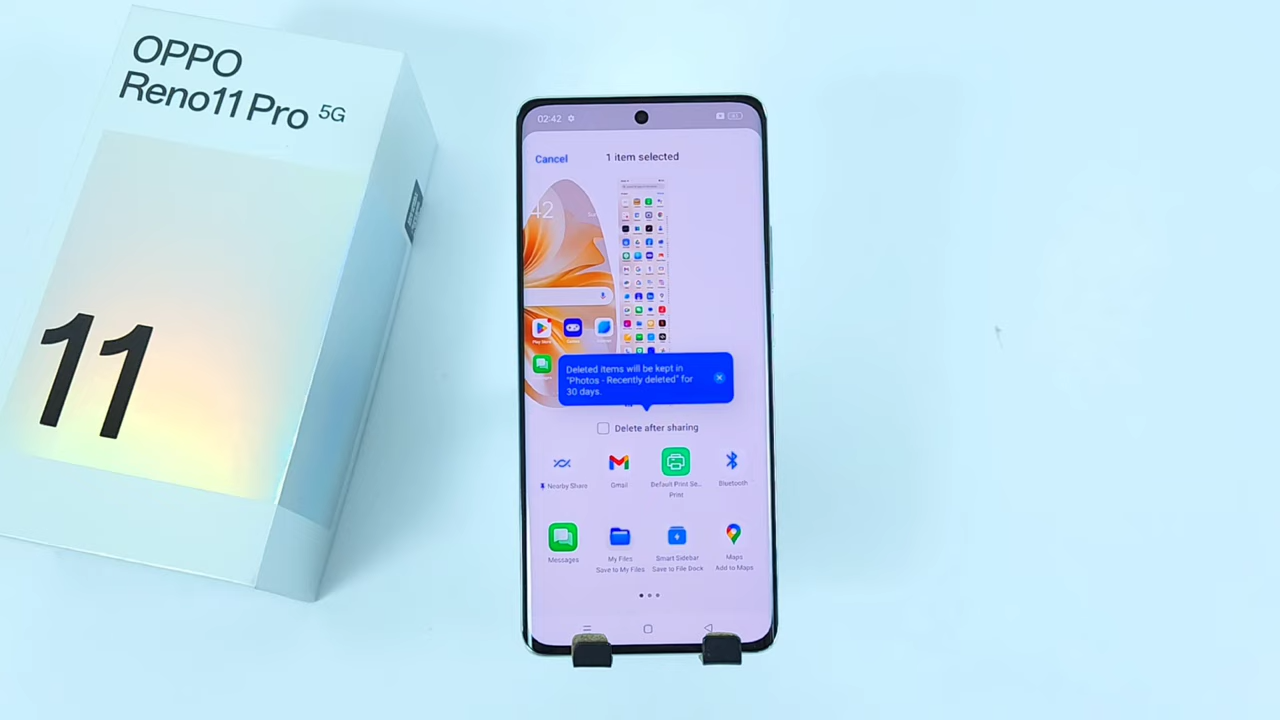 OPPO
Reno11 Pro 5G
11
02:42
Cancel
1 item selected
42
Deleted items will be kept in
"Photos - Recently deleted" for
30 days.
Delete after sharing
Nearby Share
Gmail
Default Print Se...
Print
Bluetooth
Messages
My Files
Save to My Files
Smart Sidebar
Save to File Dock
Maps
Add to Maps